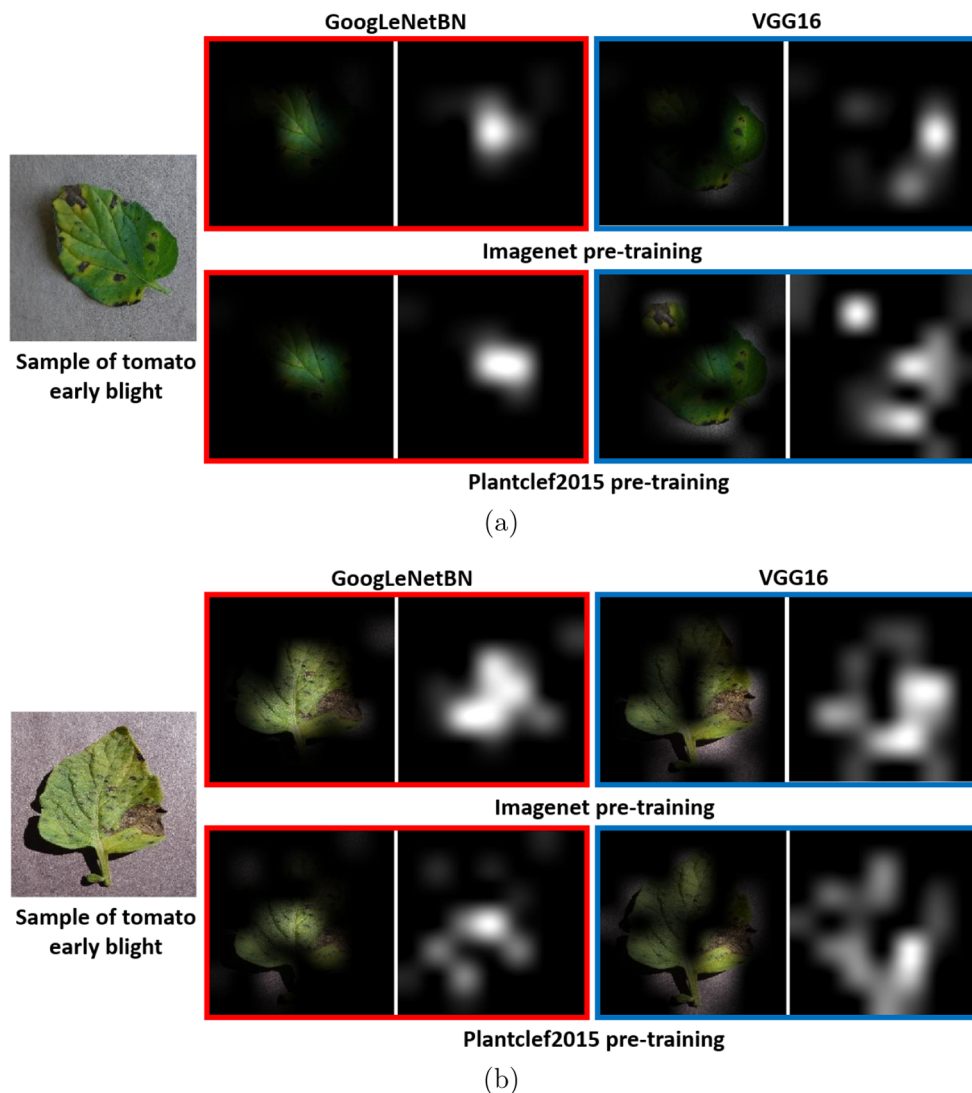 GoogLeNetBN VGG16
Imagenet pre-training
Sample of tomato
early blight
Plantclef2015 pre-training
(a)
GoogLeNetBN VGG16
Imagenet pre-training
Sample of tomato
early blight
Plantclef2015 pre-training
(b)